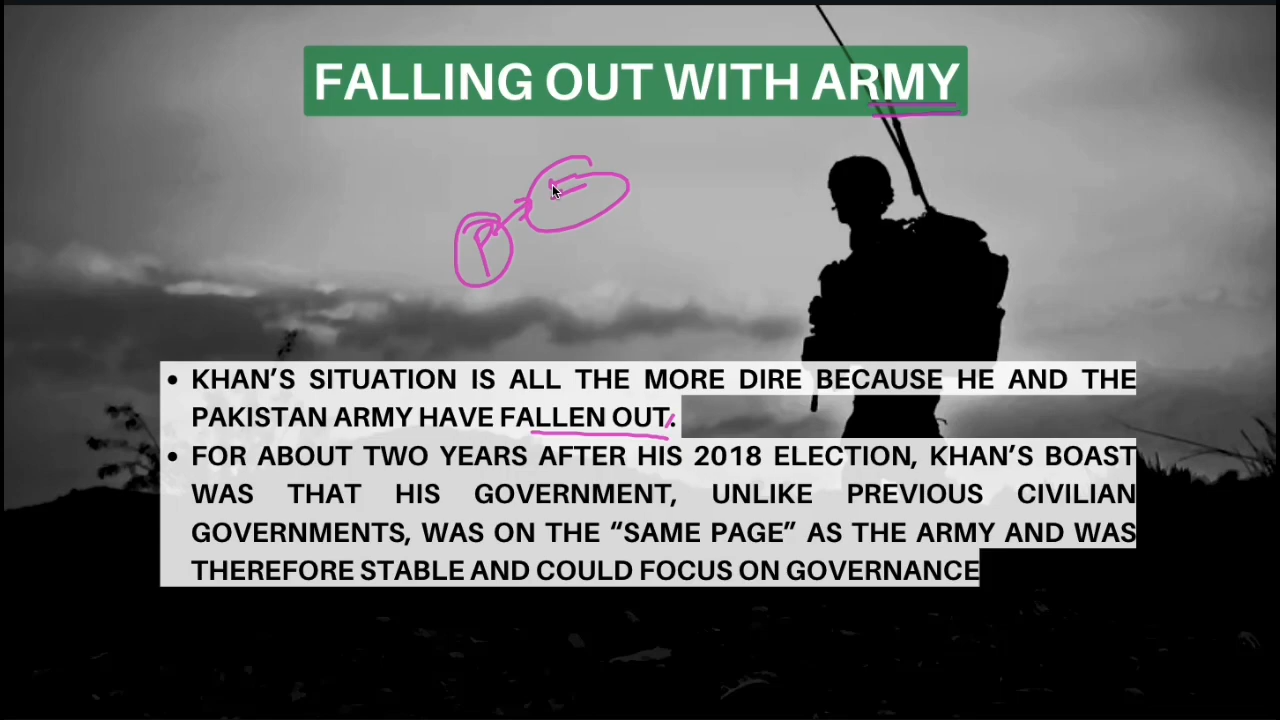 FALLING OUT WITH ARMY
P
• KHAN'S SITUATION IS ALL THE MORE DIRE BECAUSE HE AND THE
PAKISTAN ARMY HAVE FALLEN OUT.
• FOR ABOUT TWO YEARS AFTER HIS 2018 ELECTION, KHAN'S BOAST
WAS THAT HIS GOVERNMENT, UNLIKE PREVIOUS CIVILIAN
GOVERNMENTS, WAS ON THE “SAME PAGE” AS THE ARMY AND WAS
THEREFORE STABLE AND COULD FOCUS ON GOVERNANCE